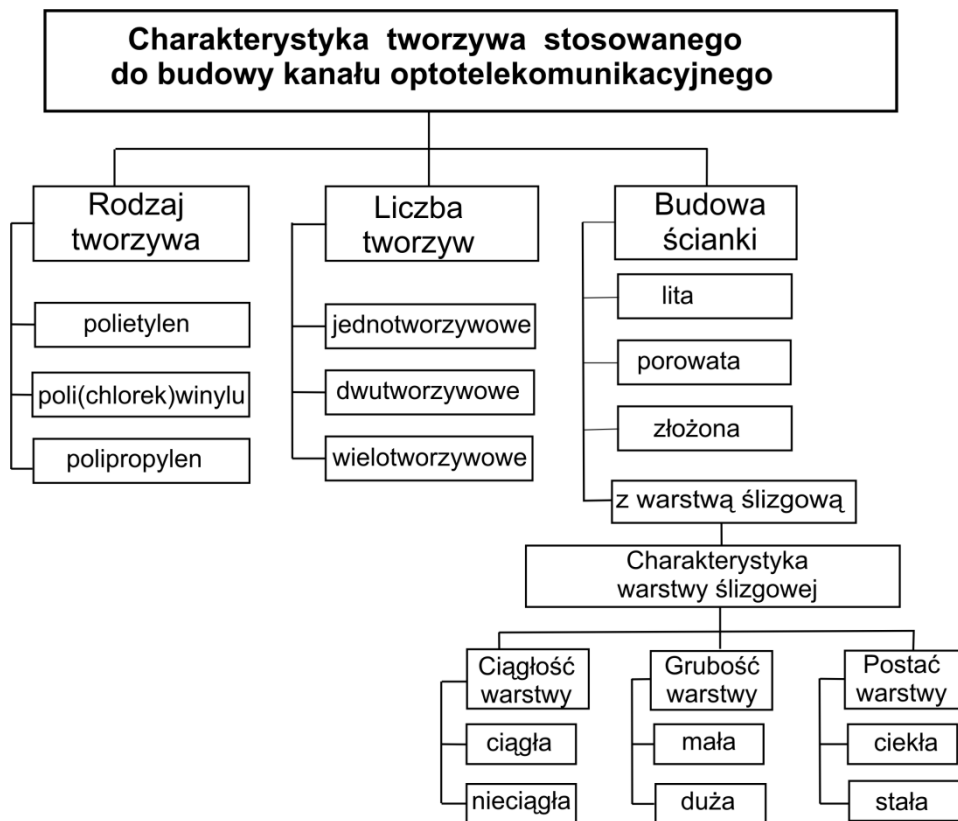 Charakterystyka tworzywa stosowanego
do budowy kanału optotelekomunikacyjnego
Rodzaj
tworzywa
polietylen
poli(chlorek)winylu
polipropylen
Liczba
tworzyw
jednotworzywowe
dwutworzywowe
wielotworzywowe
Budowa
ścianki
lita
porowata
złożona
z warstwą ślizgową
Charakterystyka
warstwy ślizgowej
Ciągłość
warstwy
ciągła
nieciągła
Grubość
warstwy
mała
duża
Postać
warstwy
ciekła
stała